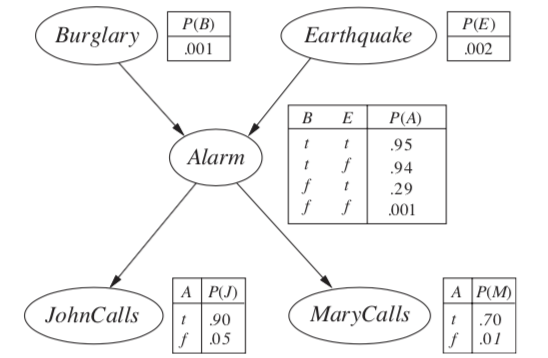 Burglary
P(B)
.001
Earthquake
P(E)
.002
Alarm
B E P(A)
t t .95
t f .94
f t .29
f f .001
JohnCalls
A P(J)
t .90
f .05
MaryCalls
A P(M)
t .70
f .01